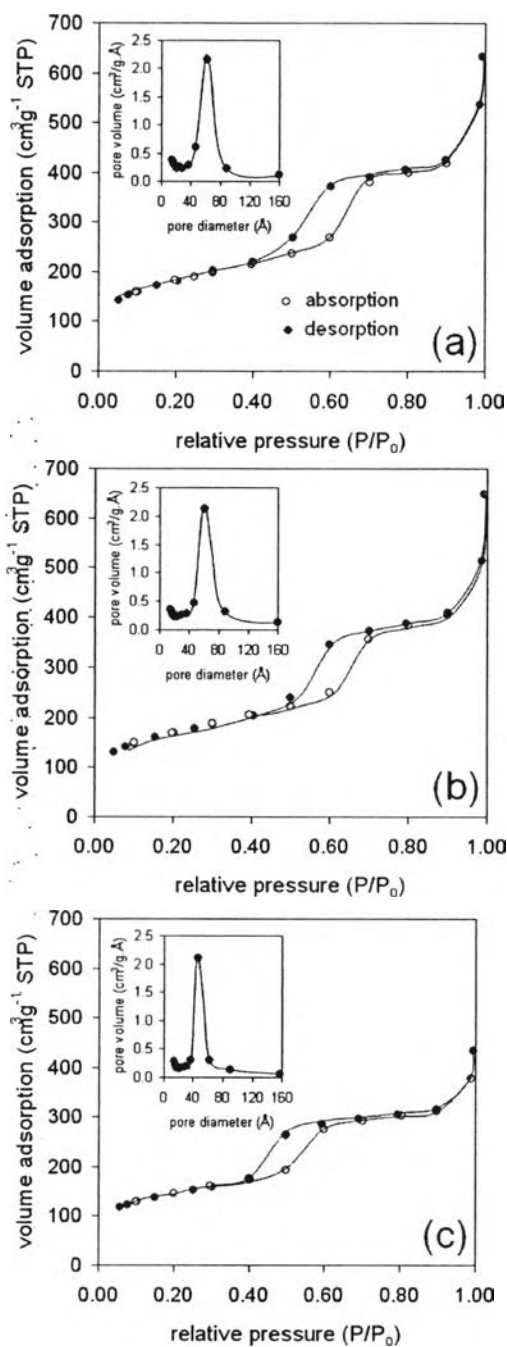 700
600
500
400
300
200
100
0
volume adsorption (cm³g⁻¹ STP)
2.5
2.0
1.5
1.0
0.5
0.0
pore volume (cm³/g.Å)
0 40 80 120 160
pore diameter (Å)
absorption
desorption
(a)
0.00 0.20 0.40 0.60 0.80 1.00
relative pressure (P/P₀)
700
600
500
400
300
200
100
0
volume adsorption (cm³g⁻¹ STP)
2.5
2.0
1.5
1.0
0.5
0.0
pore volume (cm³/g.Å)
0 40 80 120 160
pore diameter (Å)
(b)
0.00 0.20 0.40 0.60 0.80 1.00
relative pressure (P/P₀)
700
600
500
400
300
200
100
0
volume adsorption (cm³g⁻¹ STP)
2.5
2.0
1.5
1.0
0.5
0.0
pore volume (cm³/g.Å)
0 40 80 120 160
pore diameter (Å)
(c)
0.00 0.20 0.40 0.60 0.80 1.00
relative pressure (P/P₀)